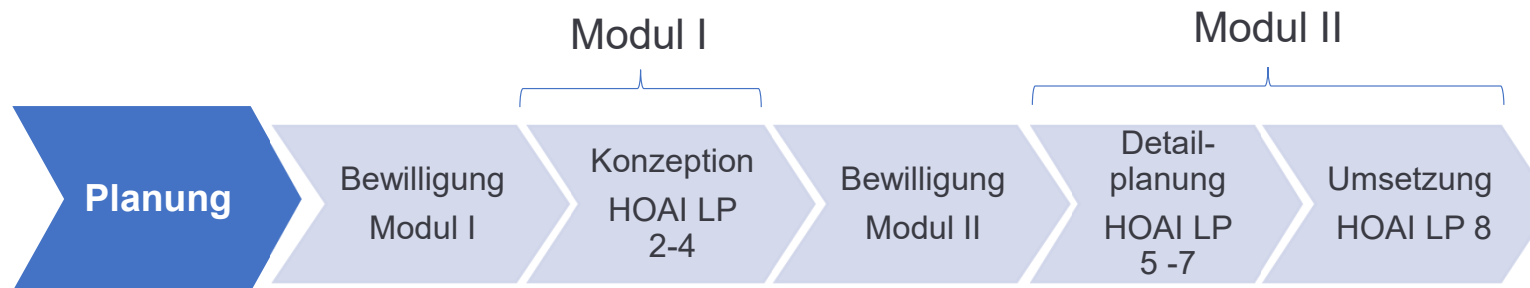 Modul I
Modul II
Planung
Bewilligung
Modul I
Konzeption
HOAI LP
2-4
Bewilligung
Modul II
Detail-
planung
HOAI LP
5 -7
Umsetzung
HOAI LP 8